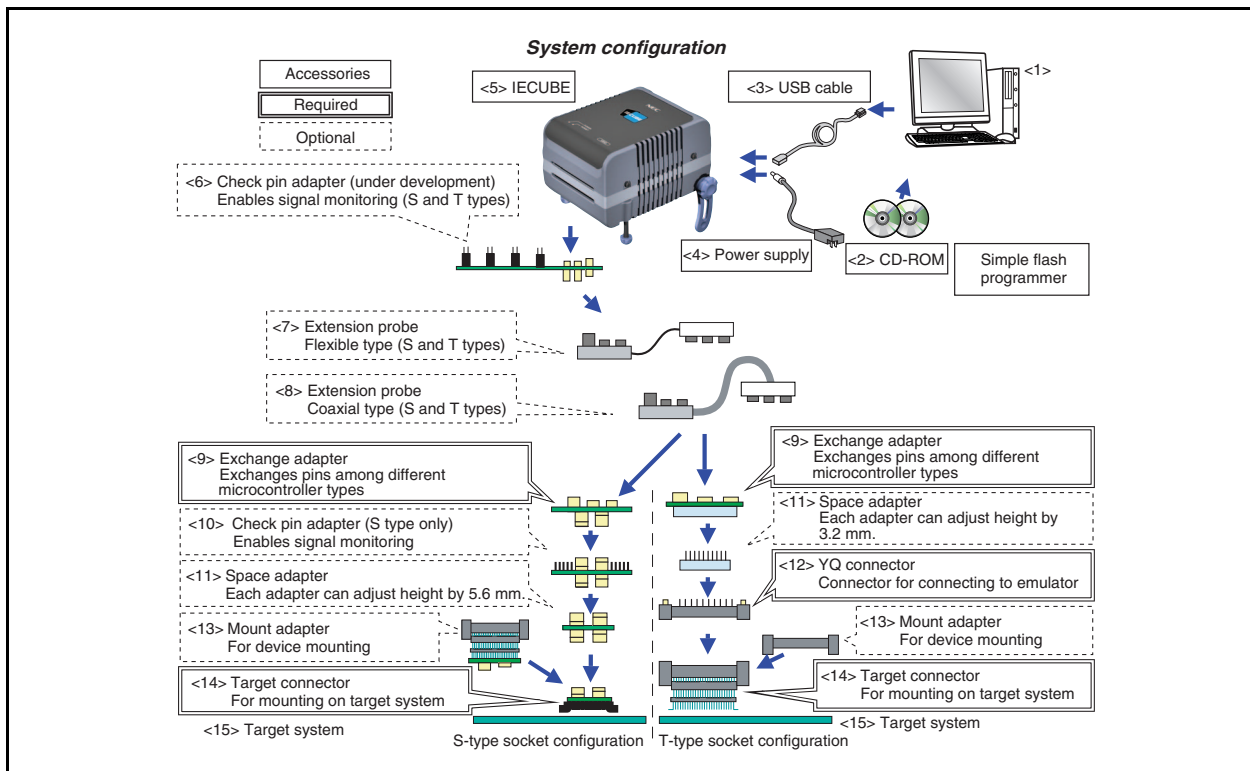 System configuration
Accessories
Required
Optional
<5> IECUBE
<3> USB cable
<1>
NEC
<6> Check pin adapter (under development)
Enables signal monitoring (S and T types)
<4> Power supply
<2> CD-ROM
Simple flash
programmer
<7> Extension probe
Flexible type (S and T types)
<8> Extension probe
Coaxial type (S and T types)
<9> Exchange adapter
Exchanges pins among different
microcontroller types
<10> Check pin adapter (S type only)
Enables signal monitoring
<11> Space adapter
Each adapter can adjust height by 5.6 mm.
<13> Mount adapter
For device mounting
<14> Target connector
For mounting on target system
<15> Target system
S-type socket configuration
<9> Exchange adapter
Exchanges pins among different
microcontroller types
<11> Space adapter
Each adapter can adjust height by
3.2 mm.
<12> YQ connector
Connector for connecting to emulator
<13> Mount adapter
For device mounting
<14> Target connector
For mounting on target system
<15> Target system
T-type socket configuration